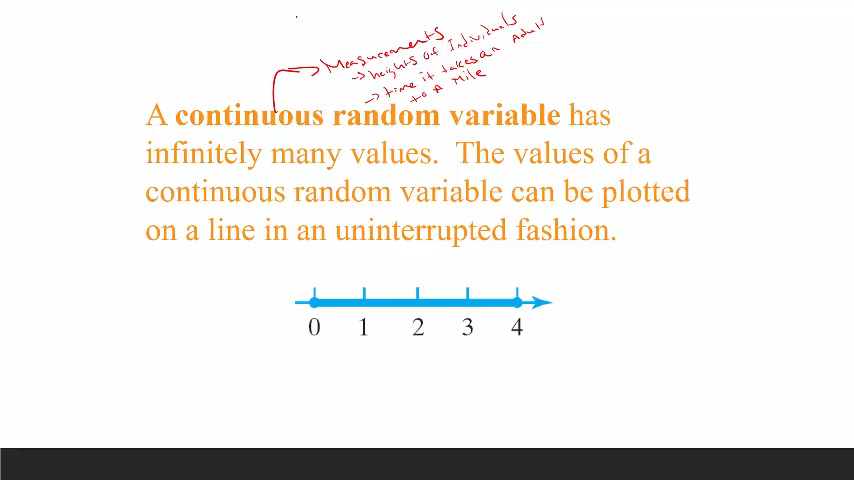 Measurements
-> heights of Individuals
-> time it takes an Adult
to a Mile
A continuous random variable has
infinitely many values. The values of a
continuous random variable can be plotted
on a line in an uninterrupted fashion.
0 1 2 3 4